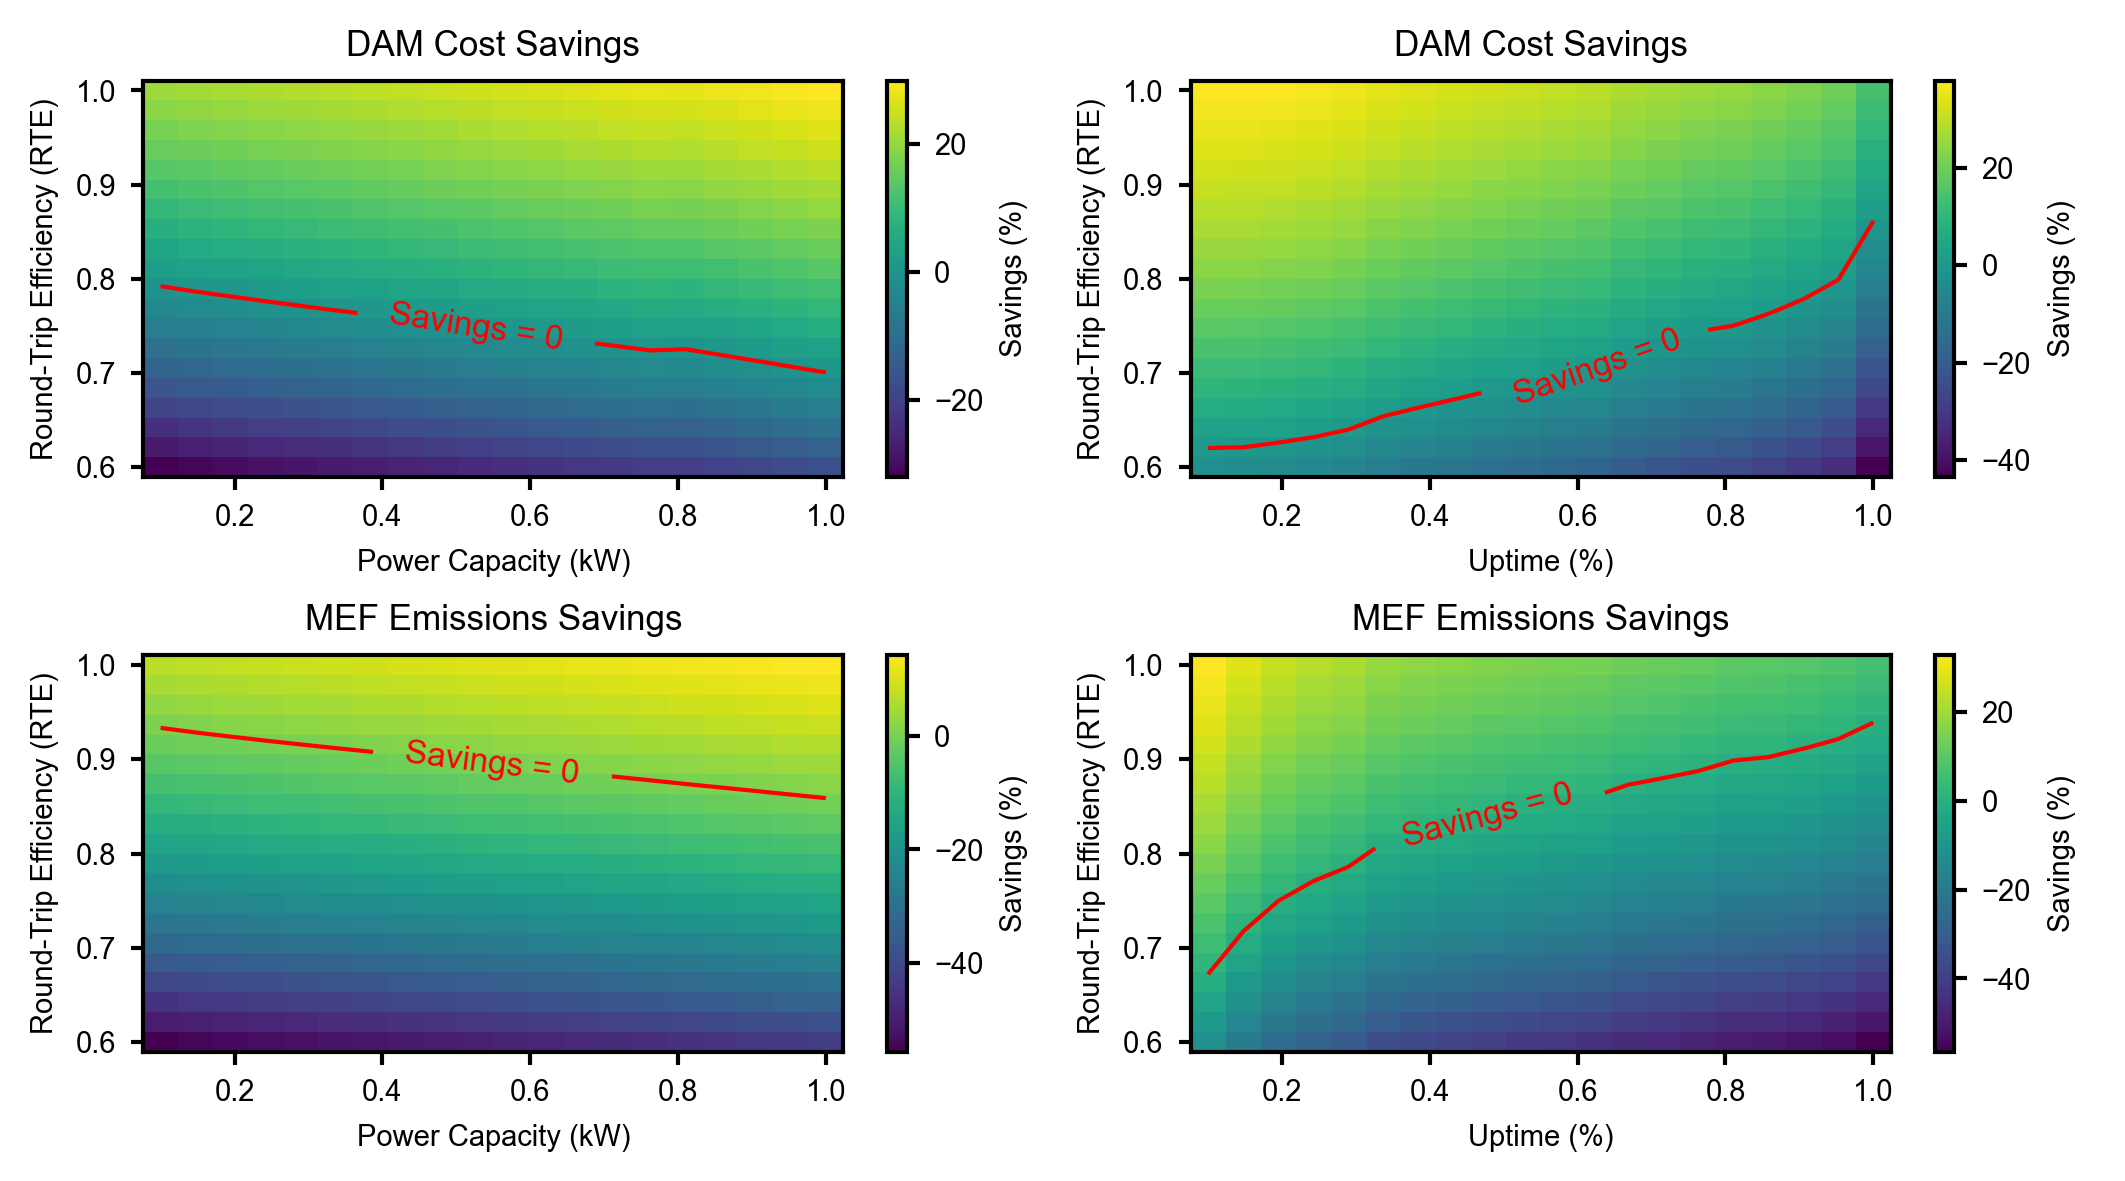 DAM Cost Savings
Round-Trip Efficiency (RTE)
1.0
0.9
0.8
0.7
0.6
Savings = 0
0.2 0.4 0.6 0.8 1.0
Power Capacity (kW)
20
0
−20
Savings (%)
DAM Cost Savings
Round-Trip Efficiency (RTE)
1.0
0.9
0.8
0.7
0.6
Savings = 0
0.2 0.4 0.6 0.8 1.0
Uptime (%)
20
0
−20
−40
Savings (%)
MEF Emissions Savings
Round-Trip Efficiency (RTE)
1.0
0.9
0.8
0.7
0.6
Savings = 0
0.2 0.4 0.6 0.8 1.0
Power Capacity (kW)
0
−20
−40
Savings (%)
MEF Emissions Savings
Round-Trip Efficiency (RTE)
1.0
0.9
0.8
0.7
0.6
Savings = 0
0.2 0.4 0.6 0.8 1.0
Uptime (%)
20
0
−20
−40
Savings (%)